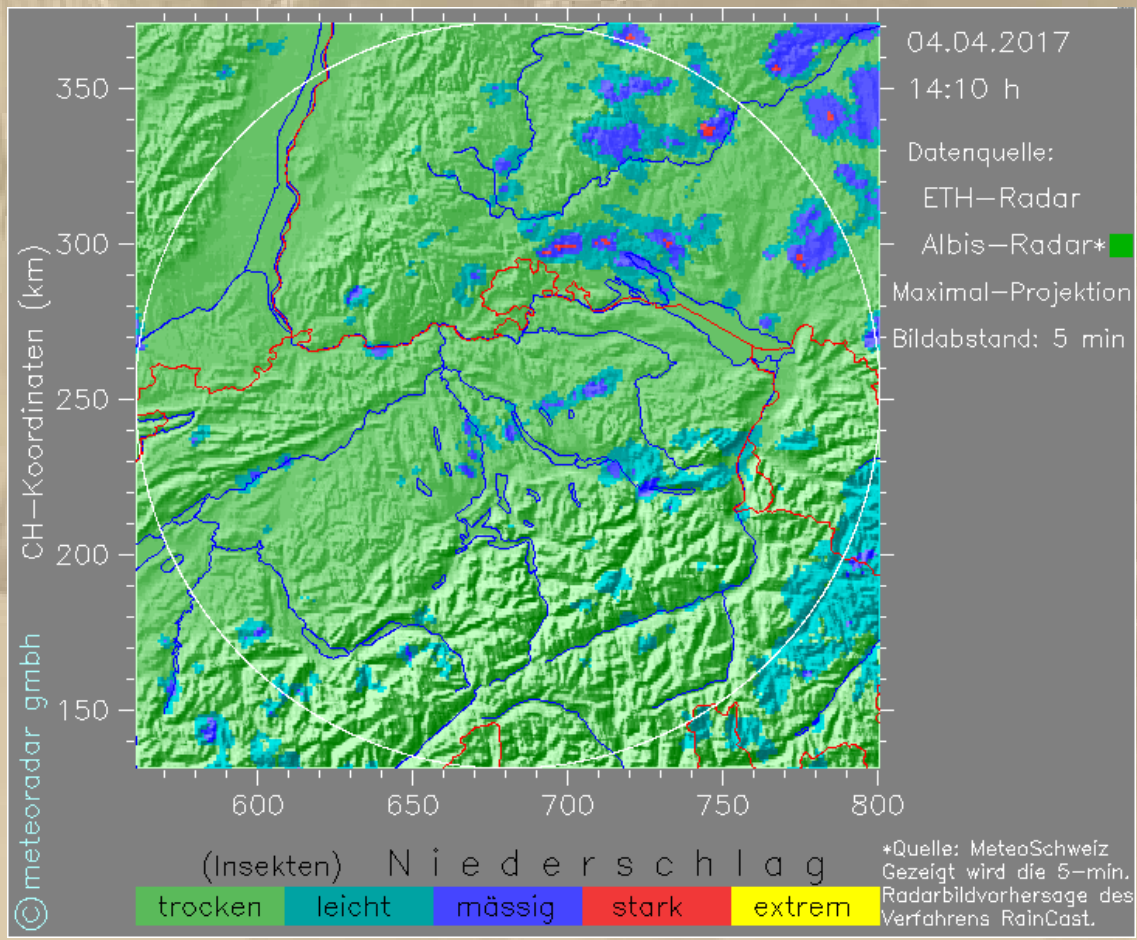 04.04.2017
14:10 h
Datenquelle:
ETH-Radar
Albis-Radar*
Maximal-Projektion
Bildabstand: 5 min
CH-Koordinaten (km)
© meteoradar gmbh
350
300
250
200
150
600 650 700 750 800
(Insekten) Niederschlag
trocken leicht mässig stark extrem
*Quelle: MeteoSchweiz
Gezeigt wird die 5-min.
Radarbildvorhersage des
Verfahrens RainCast.